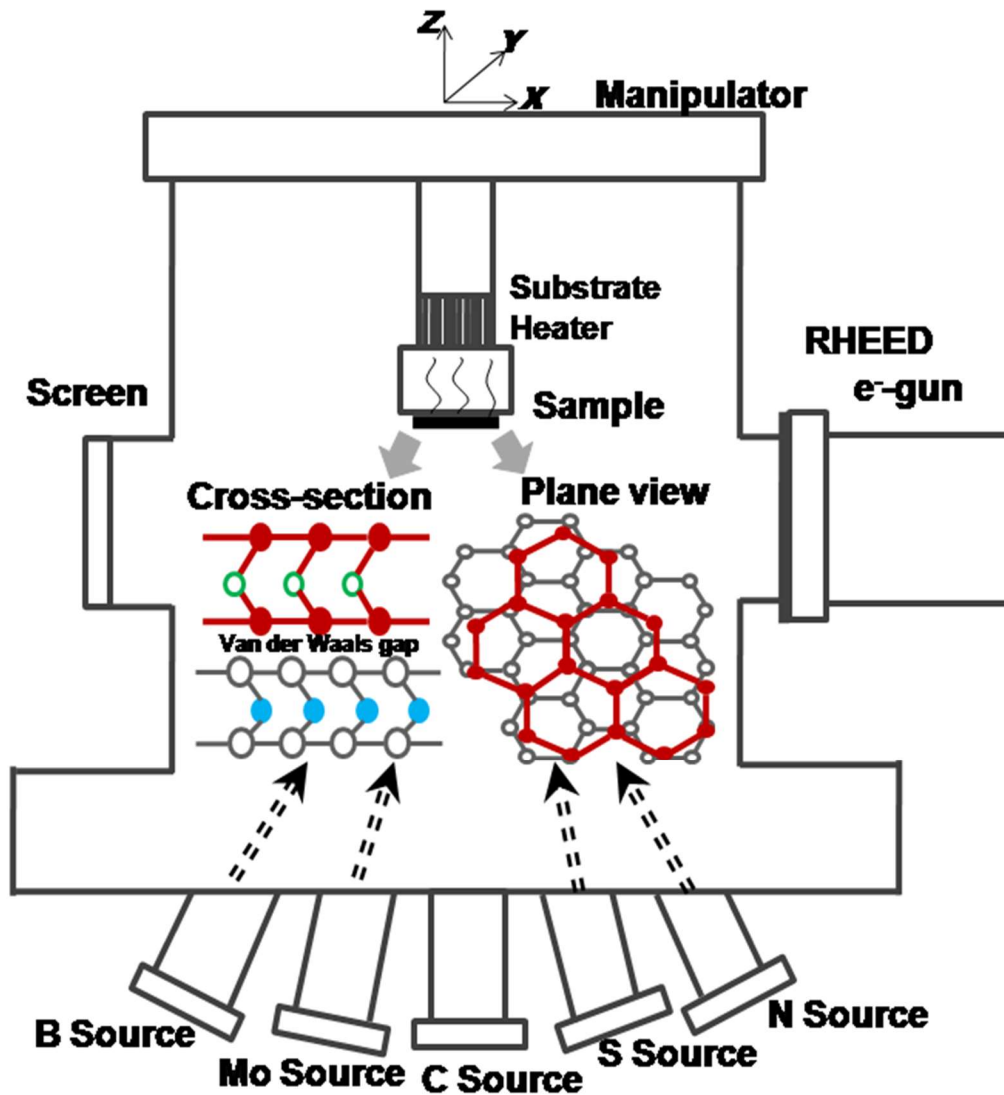 Z
Y
X
Manipulator
Substrate
Heater
RHEED
e⁻-gun
Screen
Sample
Cross-section
Plane view
Van der Waals gap
B Source
Mo Source
C Source
S Source
N Source